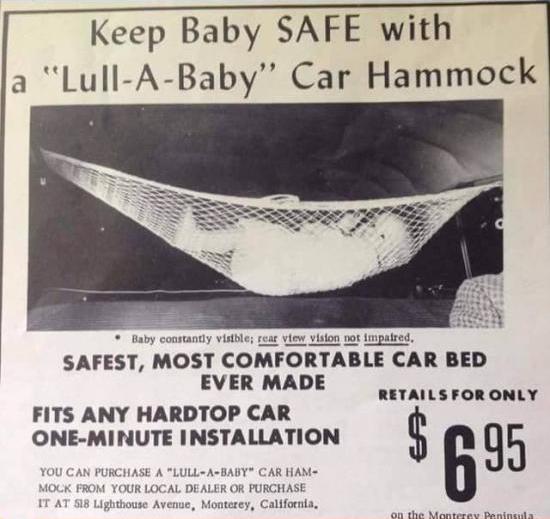 Keep Baby SAFE with
a "Lull-A-Baby" Car Hammock
* Baby constantly visible; rear view vision not impaired.
SAFEST, MOST COMFORTABLE CAR BED
EVER MADE
FITS ANY HARDTOP CAR
ONE-MINUTE INSTALLATION
YOU CAN PURCHASE A "LULL-A-BABY" CAR HAM-
MOCK FROM YOUR LOCAL DEALER OR PURCHASE
IT AT 518 Lighthouse Avenue, Monterey, California.
RETAILS FOR ONLY
$6.95
on the Monterey Peninsula